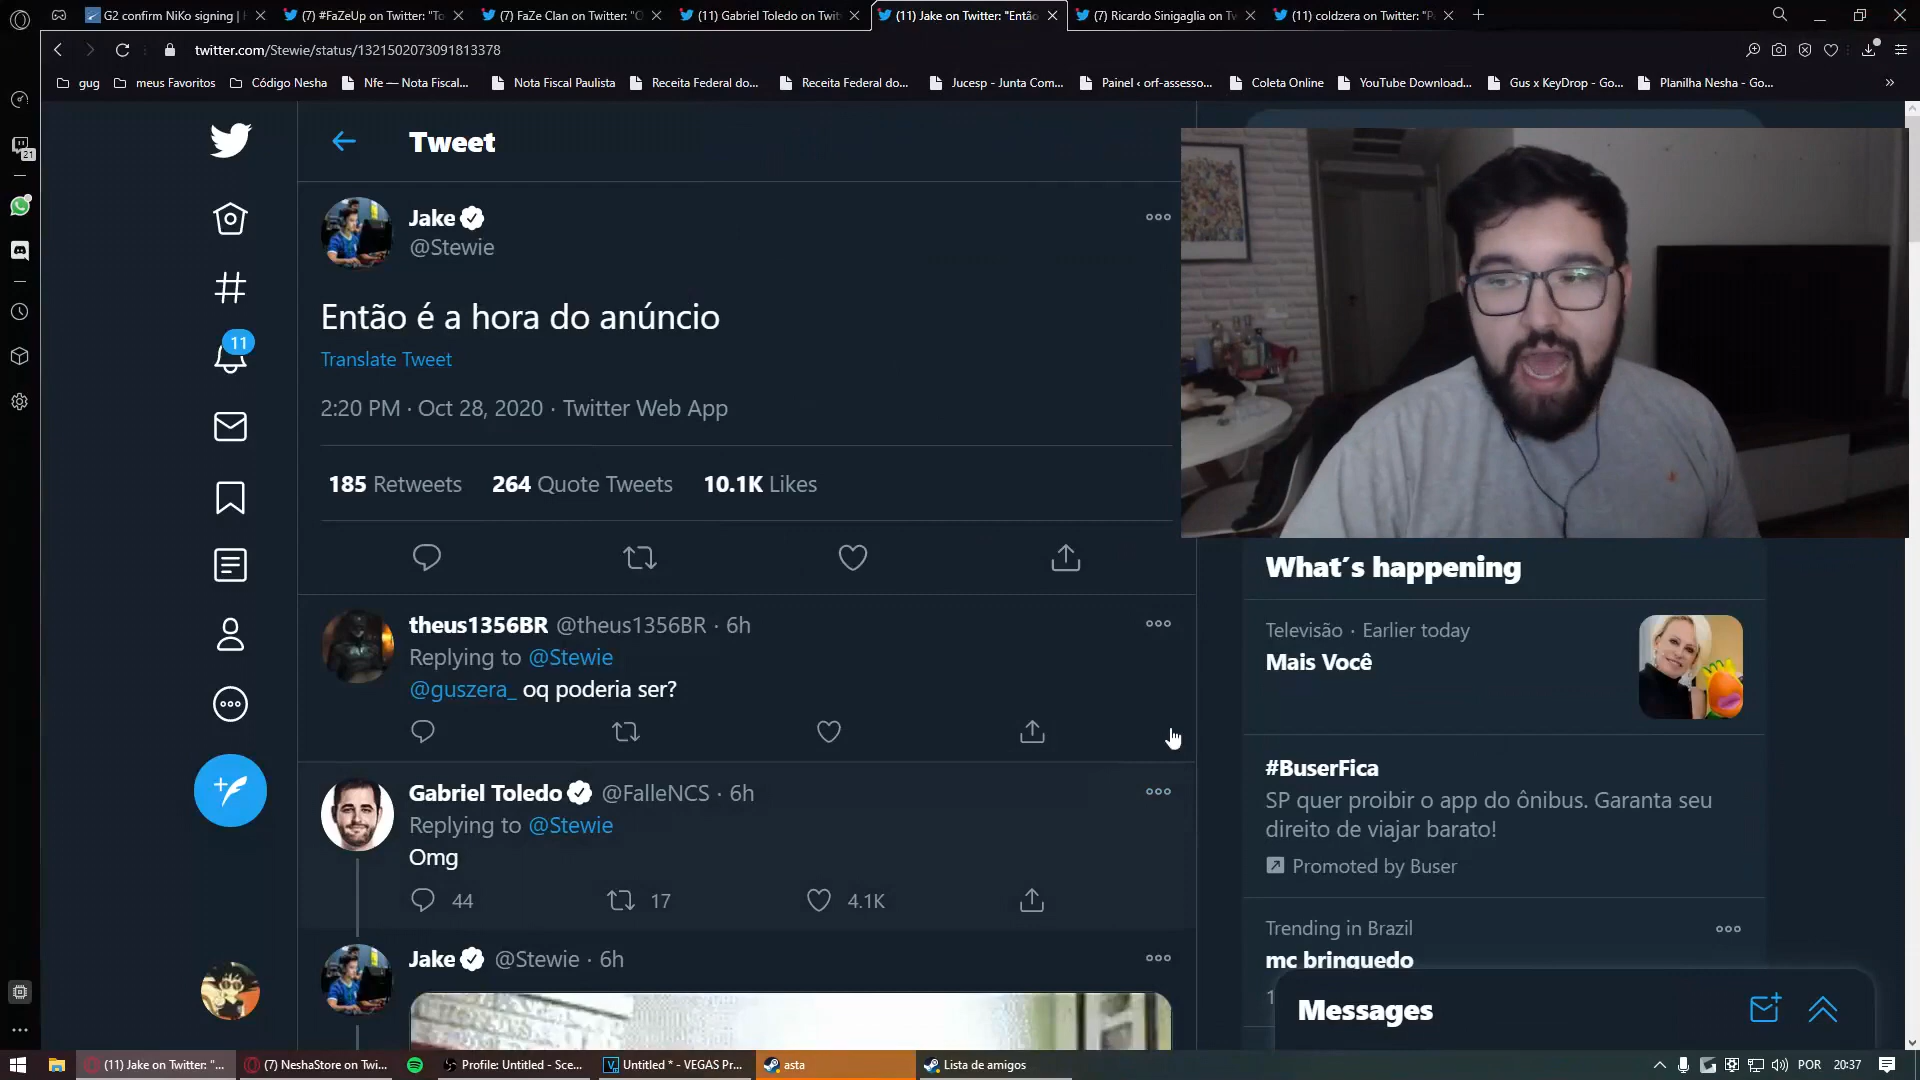 G2 confirm NiKo signing |
(7) #FaZeUp on Twitter: "To
(7) FaZe Clan on Twitter: "C
(11) Gabriel Toledo on Twit
(11) Jake on Twitter: "Então
(7) Ricardo Sinigaglia on Tw
(11) coldzera on Twitter: "P
twitter.com/Stewie/status/1321502073091813378
gug
meus Favoritos
Código Nesha
Nfe — Nota Fiscal...
Nota Fiscal Paulista
Receita Federal do...
Receita Federal do...
Jucesp - Junta Com...
Painel ‹ orf-assesso...
Coleta Online
YouTube Download...
Gus x KeyDrop - Go...
Planilha Nesha - Go...
»
21
11
Tweet
Jake
@Stewie
Então é a hora do anúncio
Translate Tweet
2:20 PM · Oct 28, 2020 · Twitter Web App
185 Retweets 264 Quote Tweets 10.1K Likes
theus1356BR @theus1356BR · 6h
Replying to @Stewie
@guszera_ oq poderia ser?
Gabriel Toledo @FalleNCS · 6h
Replying to @Stewie
Omg
44 17 4.1K
Jake @Stewie · 6h
What's happening
Televisão · Earlier today
Mais Você
#BuserFica
SP quer proibir o app do ônibus. Garanta seu
direito de viajar barato!
Promoted by Buser
Trending in Brazil
mc brinquedo
Messages
(11) Jake on Twitter: "...
(7) NeshaStore on Twi...
Profile: Untitled - Sce...
Untitled * - VEGAS Pr...
asta
Lista de amigos
POR 20:37